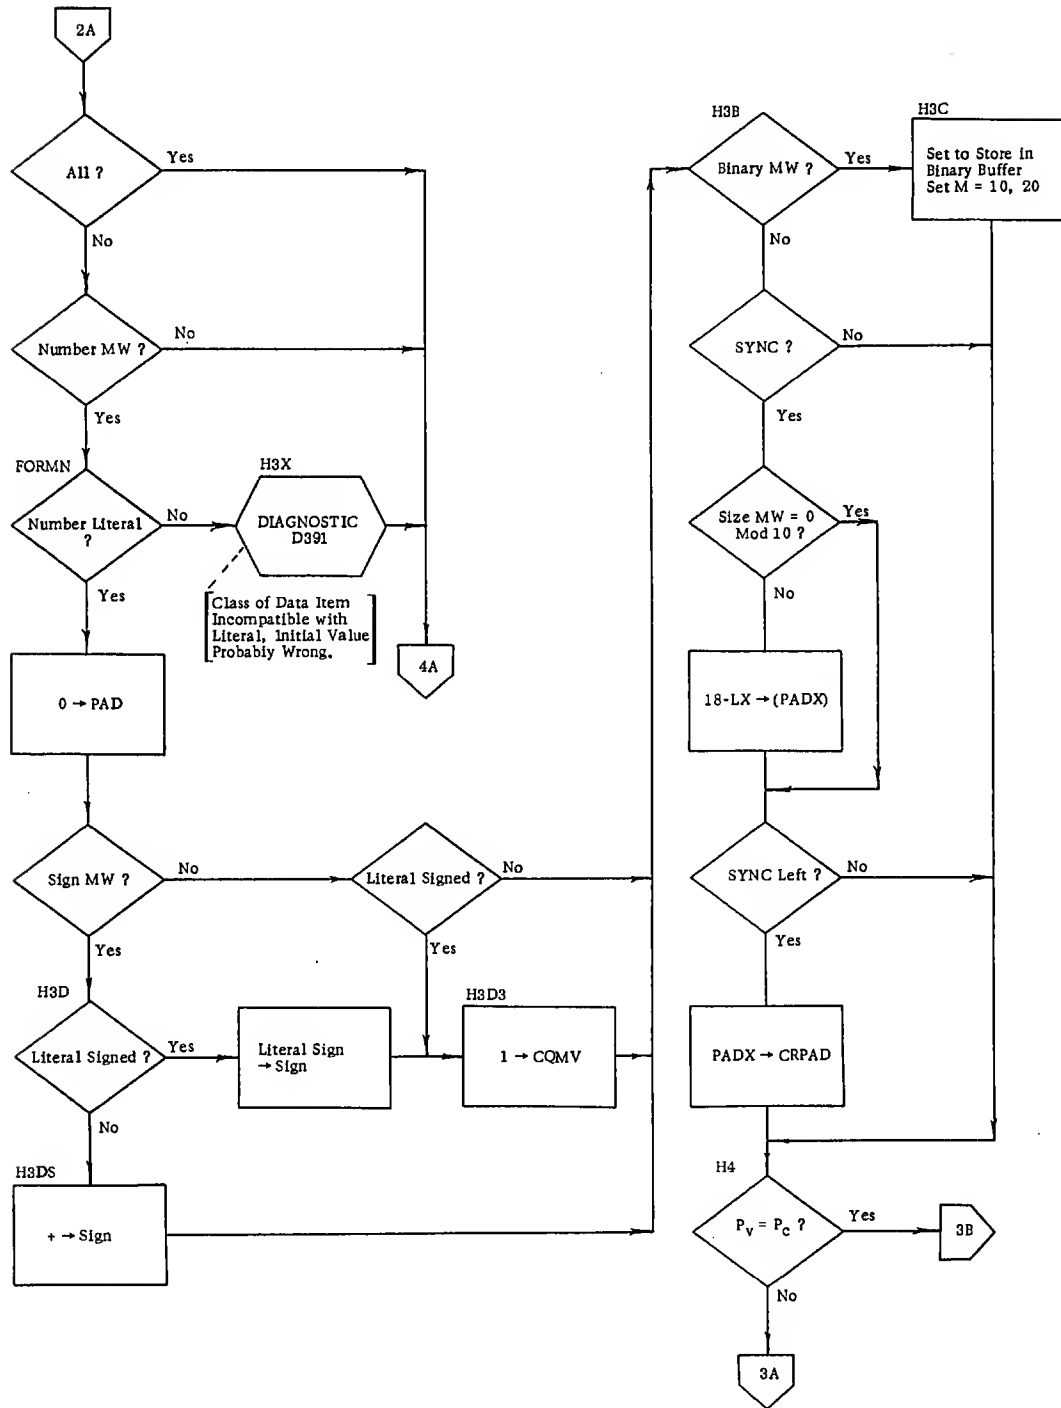 2A
All ?
Yes
No
Number MW ?
No
Yes
FORMN
Number Literal
?
No
Yes
H3X
DIAGNOSTIC
D391
Class of Data Item
Incompatible with
Literal, Initial Value
Probably Wrong.
4A
0 → PAD
Sign MW ?
No
Yes
Literal Signed ?
No
Yes
H3D
Literal Signed ?
Yes
No
Literal Sign
→ Sign
H3D3
1 → CQMV
H3DS
+ → Sign
H3B
Binary MW ?
Yes
No
H3C
Set to Store in
Binary Buffer
Set M = 10, 20
SYNC ?
No
Yes
Size MW = 0
Mod 10 ?
Yes
No
18-LX → (PADX)
SYNC Left ?
No
Yes
PADX → CRPAD
H4
Pv = Pc ?
Yes
No
3B
3A